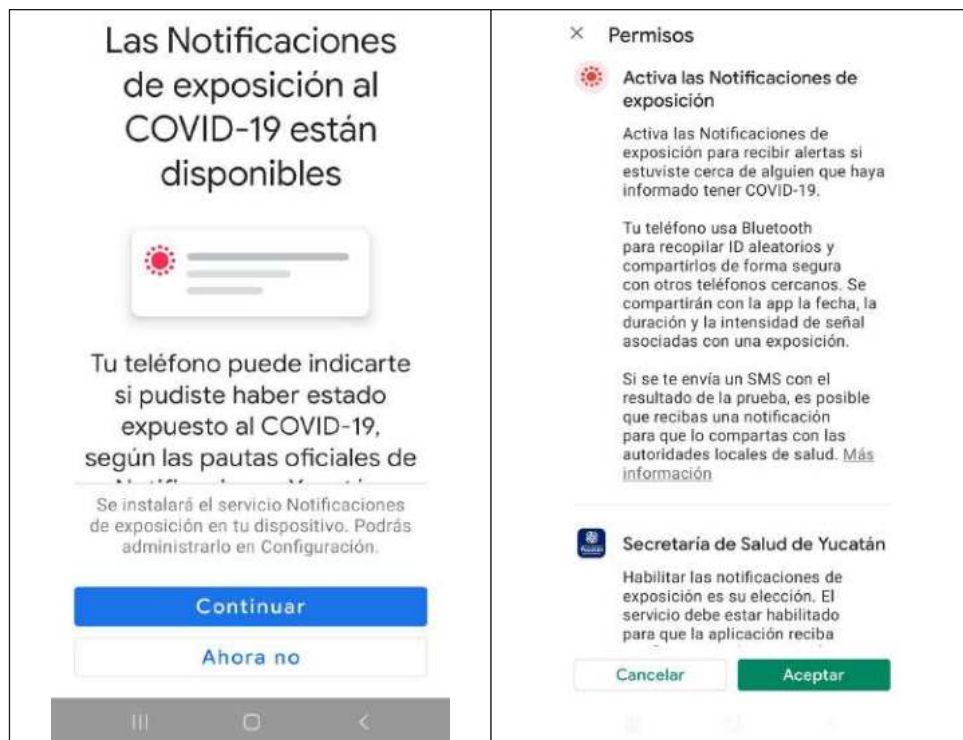 Las Notificaciones
de exposición al
COVID-19 están
disponibles
Tu teléfono puede indicarte
si pudiste haber estado
expuesto al COVID-19,
según las pautas oficiales de
Se instalará el servicio Notificaciones
de exposición en tu dispositivo. Podrás
administrarlo en Configuración.
Continuar
Ahora no
Permisos
Activa las Notificaciones de
exposición
Activa las Notificaciones de
exposición para recibir alertas si
estuviste cerca de alguien que haya
informado tener COVID-19.
Tu teléfono usa Bluetooth
para recopilar ID aleatorios y
compartirlos de forma segura
con otros teléfonos cercanos. Se
compartirán con la app la fecha, la
duración y la intensidad de señal
asociadas con una exposición.
Si se te envía un SMS con el
resultado de la prueba, es posible
que recibas una notificación
para que lo compartas con las
autoridades locales de salud. Más
información
Secretaría de Salud de Yucatán
Habilitar las notificaciones de
exposición es su elección. El
servicio debe estar habilitado
para que la aplicación reciba
Cancelar
Aceptar